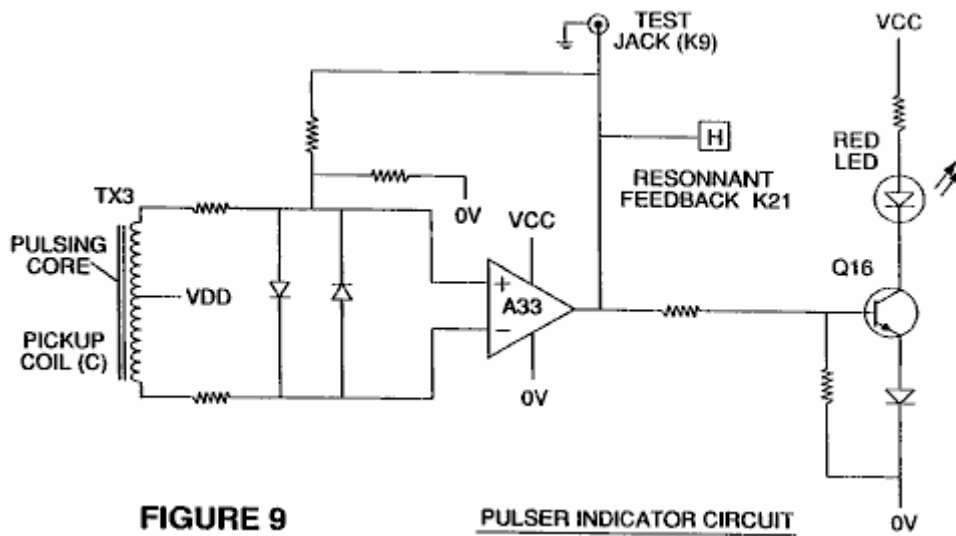 TEST
JACK (K9)
VCC
H
RED
LED
RESONNANT
FEEDBACK K21
TX3
0V
VCC
PULSING
CORE
VDD
+
A33
−
Q16
PICKUP
COIL (C)
0V
FIGURE 9
PULSER INDICATOR CIRCUIT
0V